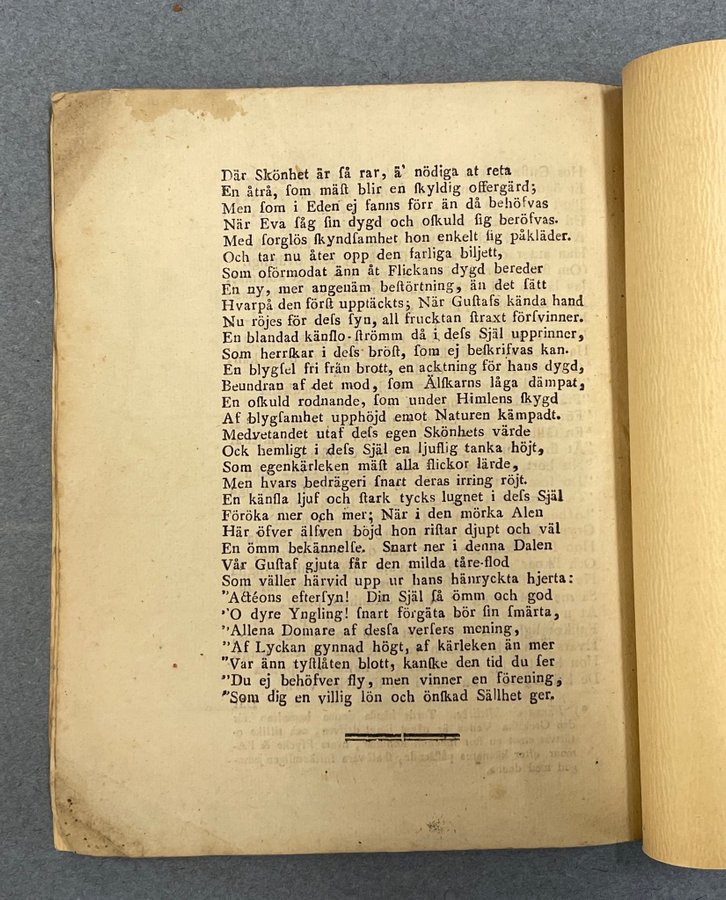 Där Skönhet är ſå rar, ä' nödiga at reta
En åtrå, ſom mäſt blir en ſkyldig offergärd;
Men ſom i Eden ej fanns förr än då behöfvas
När Eva ſåg ſin dygd och oſkuld ſig beröfvas.
Med ſorglös ſkyndſamhet hon enkelt ſig påkläder.
Och tar nu åter opp den farliga biljett,
Som oförmodat änn åt Flickans dygd bereder
En ny, mer angenäm beſtörtning, än det ſätt
Hvarpå den förſt upptäckts; När Guſtafs kända hand
Nu röjes för deſs ſyn, all frucktan ſtraxt förſvinner.
En blandad känſlo-ſtrömm då i deſs Själ upprinner,
Som herrſkar i deſs bröſt, ſom ej beſkrifvas kan.
En blygſel fri från brott, en acktning för hans dygd,
Beundran af det mod, ſom Älſkarns låga dämpat,
En oſkuld rodnande, ſom under Himlens ſkygd
Af blygſamhet upphöjd emot Naturen kämpadt.
Medvetandet utaf deſs egen Skönhets värde
Ock hemligt i deſs Själ en ljuflig tanka höjt,
Som egenkärleken mäſt alla flickor lärde,
Men hvars bedrägeri ſnart deras irring röjt.
En känſla ljuf och ſtark tycks lugnet i deſs Själ
Föröka mer och mer; När i den mörka Alen
Här öfver älfven böjd hon riſtar djupt och väl
En ömm bekännelſe. Snart ner i denna Dalen
Vår Guſtaf gjuta får den milda tåre-flod
Som väller härvid upp ur hans hänryckta hjerta:
"Actéons efterſyn! Din Själ ſå ömm och god
"O dyre Yngling! ſnart förgäta bör ſin ſmärta,
"Allena Domare af deſſa verſers mening,
"Af Lyckan gynnad högt, af kärleken än mer
"Var änn tyſtlåten blott, kanſke den tid du ſer
"Du ej behöfver fly, men vinner en förening,
"Som dig en villig lön och önſkad Sällhet ger.